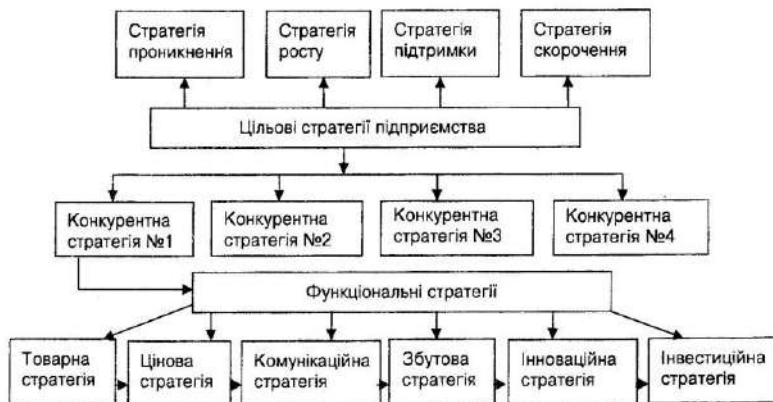 Стратегія
проникнення
Стратегія
росту
Стратегія
підтримки
Стратегія
скорочення
Цільові стратегії підприємства
Конкурентна
стратегія №1
Конкурентна
стратегія №2
Конкурентна
стратегія №3
Конкурентна
стратегія №4
Функціональні стратегії
Товарна
стратегія
Цінова
стратегія
Комунікаційна
стратегія
Збутова
стратегія
Інноваційна
стратегія
Інвестиційна
стратегія